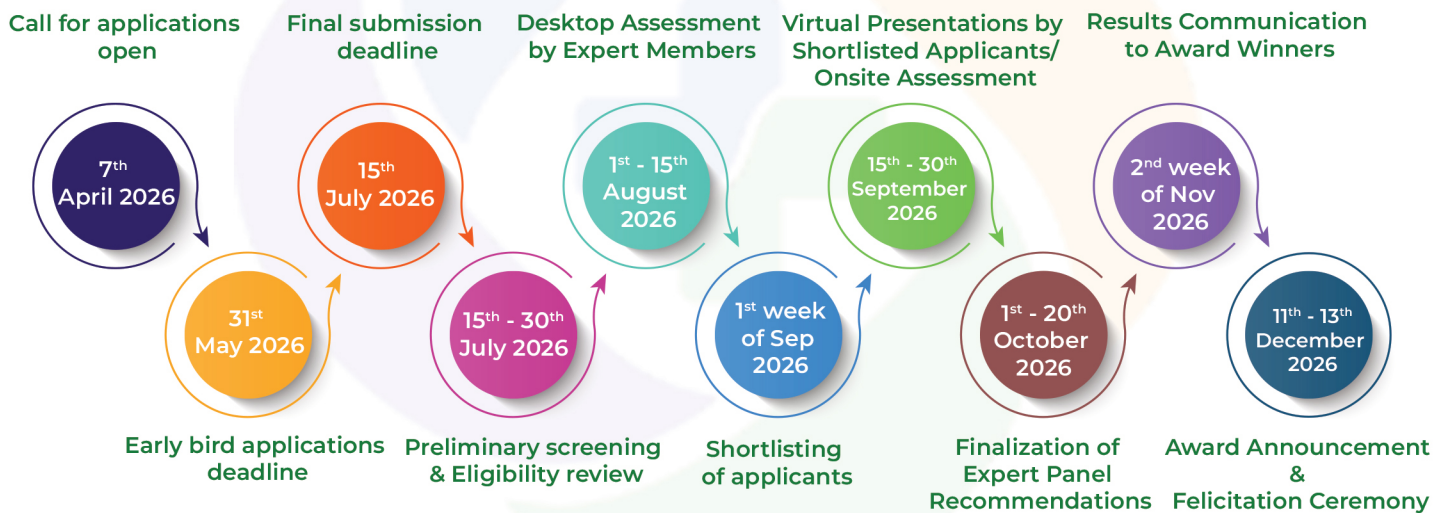 Call for applications
open
7th
April 2026
31st
May 2026
Early bird applications
deadline
Final submission
deadline
15th
July 2026
15th - 30th
July 2026
Preliminary screening
& Eligibility review
Desktop Assessment
by Expert Members
1st - 15th
August
2026
1st week
of Sep
2026
Shortlisting
of applicants
Virtual Presentations by
Shortlisted Applicants/
Onsite Assessment
15th - 30th
September
2026
1st - 20th
October
2026
Finalization of
Expert Panel
Recommendations
Results Communication
to Award Winners
2nd week
of Nov
2026
11th - 13th
December
2026
Award Announcement
&
Felicitation Ceremony